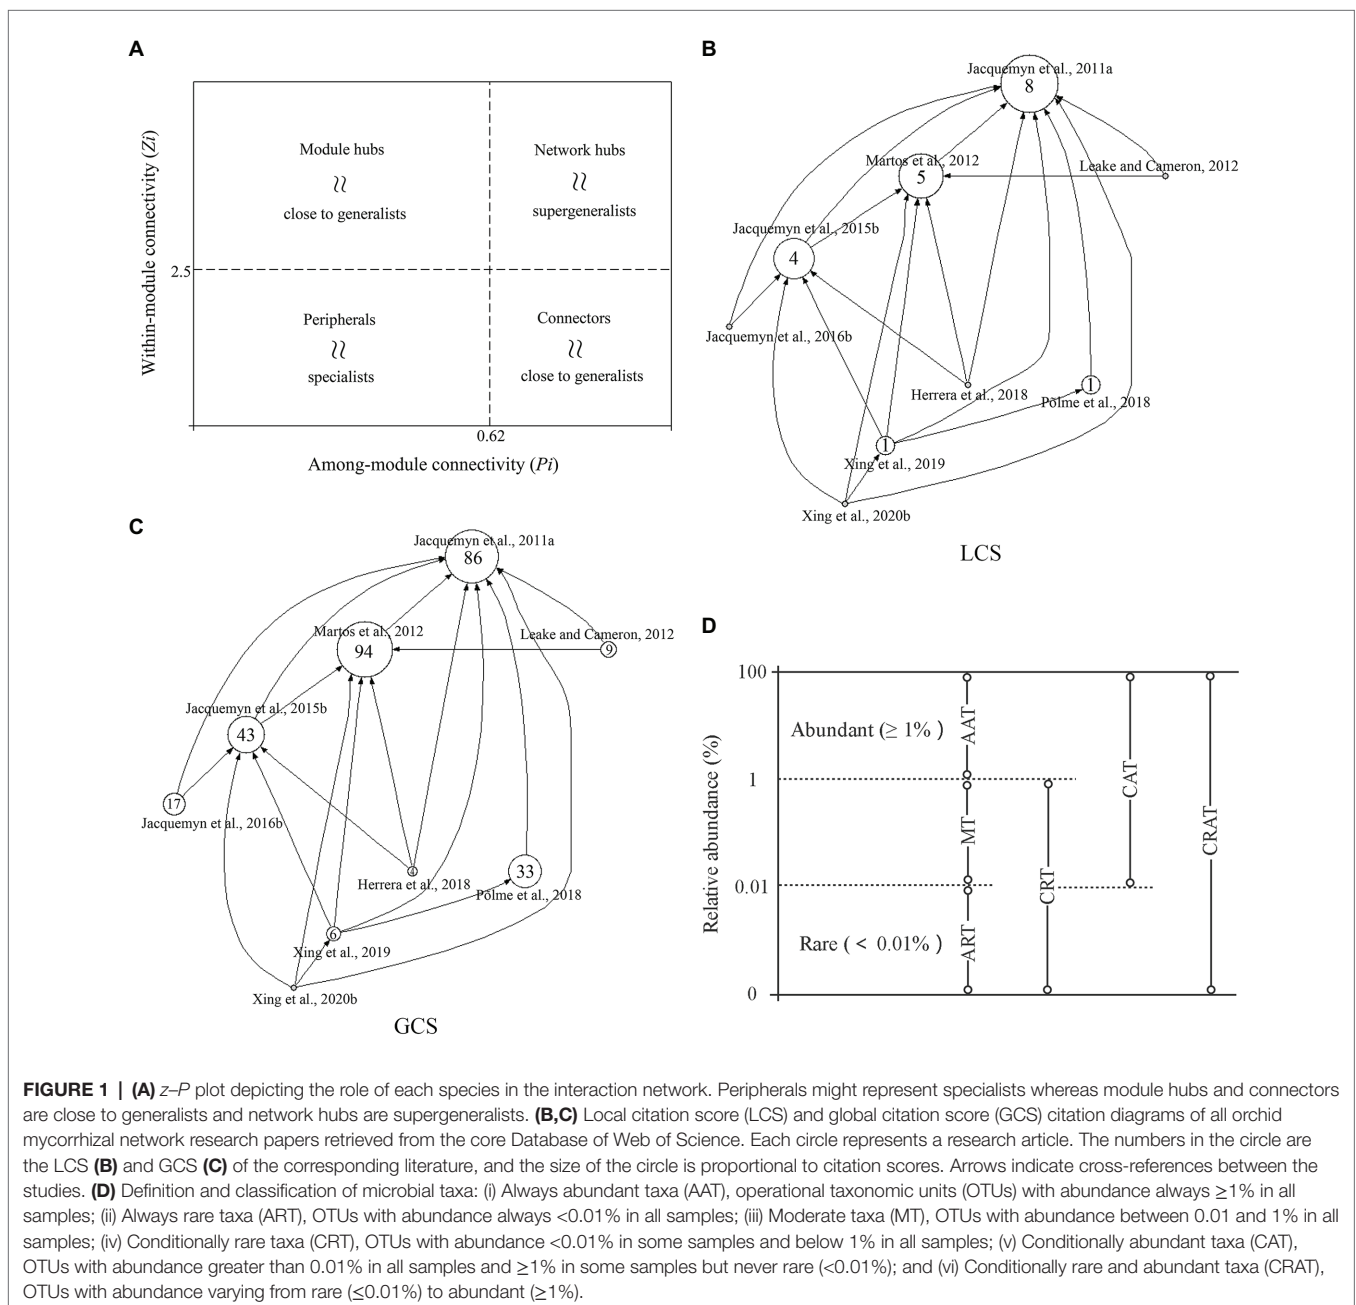 A
Within-module connectivity (Zi)
Module hubs
≈
close to generalists
Network hubs
≈
supergeneralists
2.5
Peripherals
≈
specialists
Connectors
≈
close to generalists
0.62
Among-module connectivity (Pi)
B
Jacquemyn et al., 2011a
8
Martos et al., 2012
5
Leake and Cameron, 2012
Jacquemyn et al., 2015b
4
Jacquemyn et al., 2016b
Herrera et al., 2018
1
Põlme et al., 2018
1
Xing et al., 2019
Xing et al., 2020b
LCS
C
Jacquemyn et al., 2011a
86
Martos et al., 2012
94
Leake and Cameron, 2012
9
Jacquemyn et al., 2015b
43
17
Jacquemyn et al., 2016b
4
Herrera et al., 2018
33
Põlme et al., 2018
6
Xing et al., 2019
Xing et al., 2020b
GCS
D
Relative abundance (%)
100
Abundant (≥ 1% )
1
0.01
Rare ( < 0.01% )
0
AAT
MT
ART
CRT
CAT
CRAT
FIGURE 1 | (A) z–P plot depicting the role of each species in the interaction network. Peripherals might represent specialists whereas module hubs and connectors
are close to generalists and network hubs are supergeneralists. (B,C) Local citation score (LCS) and global citation score (GCS) citation diagrams of all orchid
mycorrhizal network research papers retrieved from the core Database of Web of Science. Each circle represents a research article. The numbers in the circle are
the LCS (B) and GCS (C) of the corresponding literature, and the size of the circle is proportional to citation scores. Arrows indicate cross-references between the
studies. (D) Definition and classification of microbial taxa: (i) Always abundant taxa (AAT), operational taxonomic units (OTUs) with abundance always ≥1% in all
samples; (ii) Always rare taxa (ART), OTUs with abundance always <0.01% in all samples; (iii) Moderate taxa (MT), OTUs with abundance between 0.01 and 1% in all
samples; (iv) Conditionally rare taxa (CRT), OTUs with abundance <0.01% in some samples and below 1% in all samples; (v) Conditionally abundant taxa (CAT),
OTUs with abundance greater than 0.01% in all samples and ≥1% in some samples but never rare (<0.01%); and (vi) Conditionally rare and abundant taxa (CRAT),
OTUs with abundance varying from rare (≤0.01%) to abundant (≥1%).